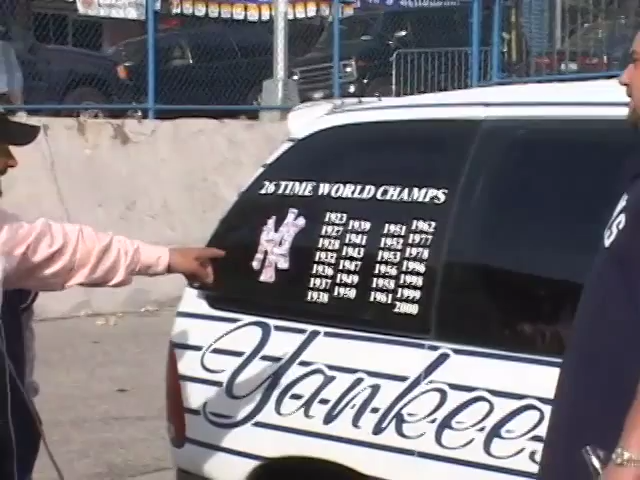 26 TIME WORLD CHAMPS
1923 1939 1951 1962
1927 1941 1952 1977
1928 1943 1953 1978
1932 1947 1956 1996
1936 1949 1958 1998
1937 1950 1961 1999
1938 2000
NY
Yankees